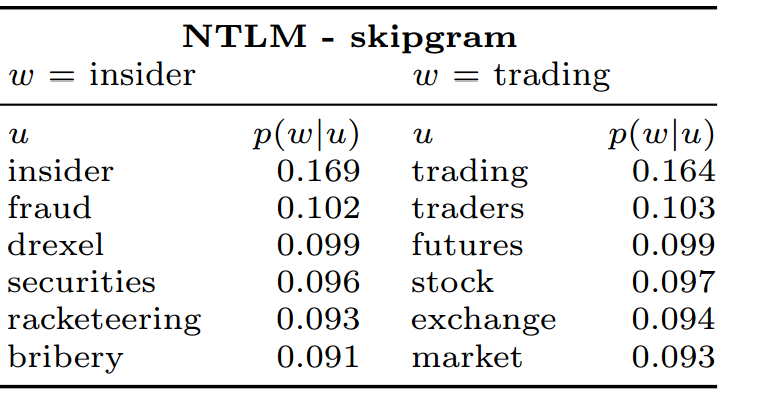 NTLM - skipgram
w = insider w = trading
u p(w|u) u p(w|u)
insider 0.169 trading 0.164
fraud 0.102 traders 0.103
drexel 0.099 futures 0.099
securities 0.096 stock 0.097
racketeering 0.093 exchange 0.094
bribery 0.091 market 0.093